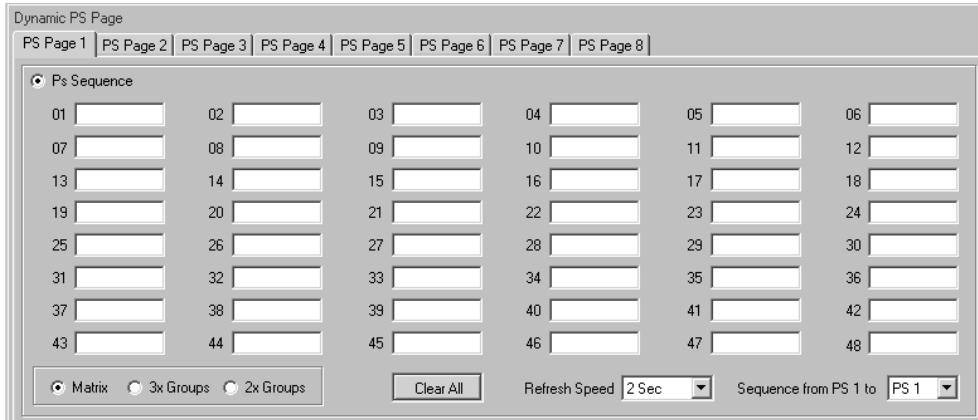 Dynamic PS Page
PS Page 1 PS Page 2 PS Page 3 PS Page 4 PS Page 5 PS Page 6 PS Page 7 PS Page 8
Ps Sequence
01 02 03 04 05 06
07 08 09 10 11 12
13 14 15 16 17 18
19 20 21 22 23 24
25 26 27 28 29 30
31 32 33 34 35 36
37 38 39 40 41 42
43 44 45 46 47 48
Matrix 3x Groups 2x Groups Clear All Refresh Speed 2 Sec Sequence from PS 1 to PS 1